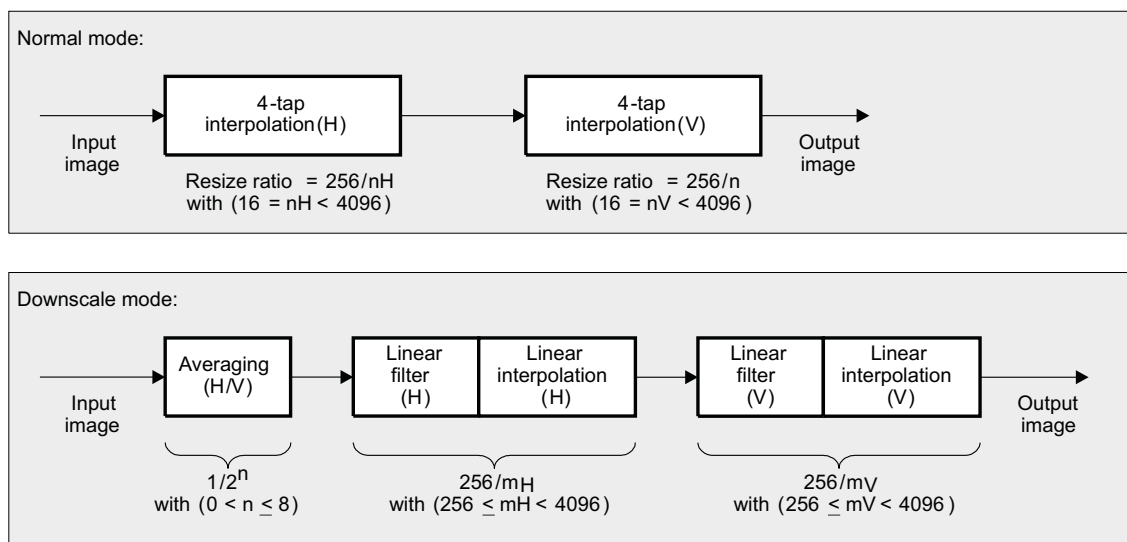 Normal mode:
4-tap
interpolation(H)
4-tap
interpolation(V)
Input
image
Output
image
Resize ratio = 256/nH
with (16 = nH < 4096)
Resize ratio = 256/n
with (16 = nV < 4096)
Downscale mode:
Averaging
(H/V)
Linear
filter
(H)
Linear
interpolation
(H)
Linear
filter
(V)
Linear
interpolation
(V)
Input
image
Output
image
1/2ⁿ
with (0 < n ≤ 8)
256/mH
with (256 ≤ mH < 4096)
256/mV
with (256 ≤ mV < 4096)